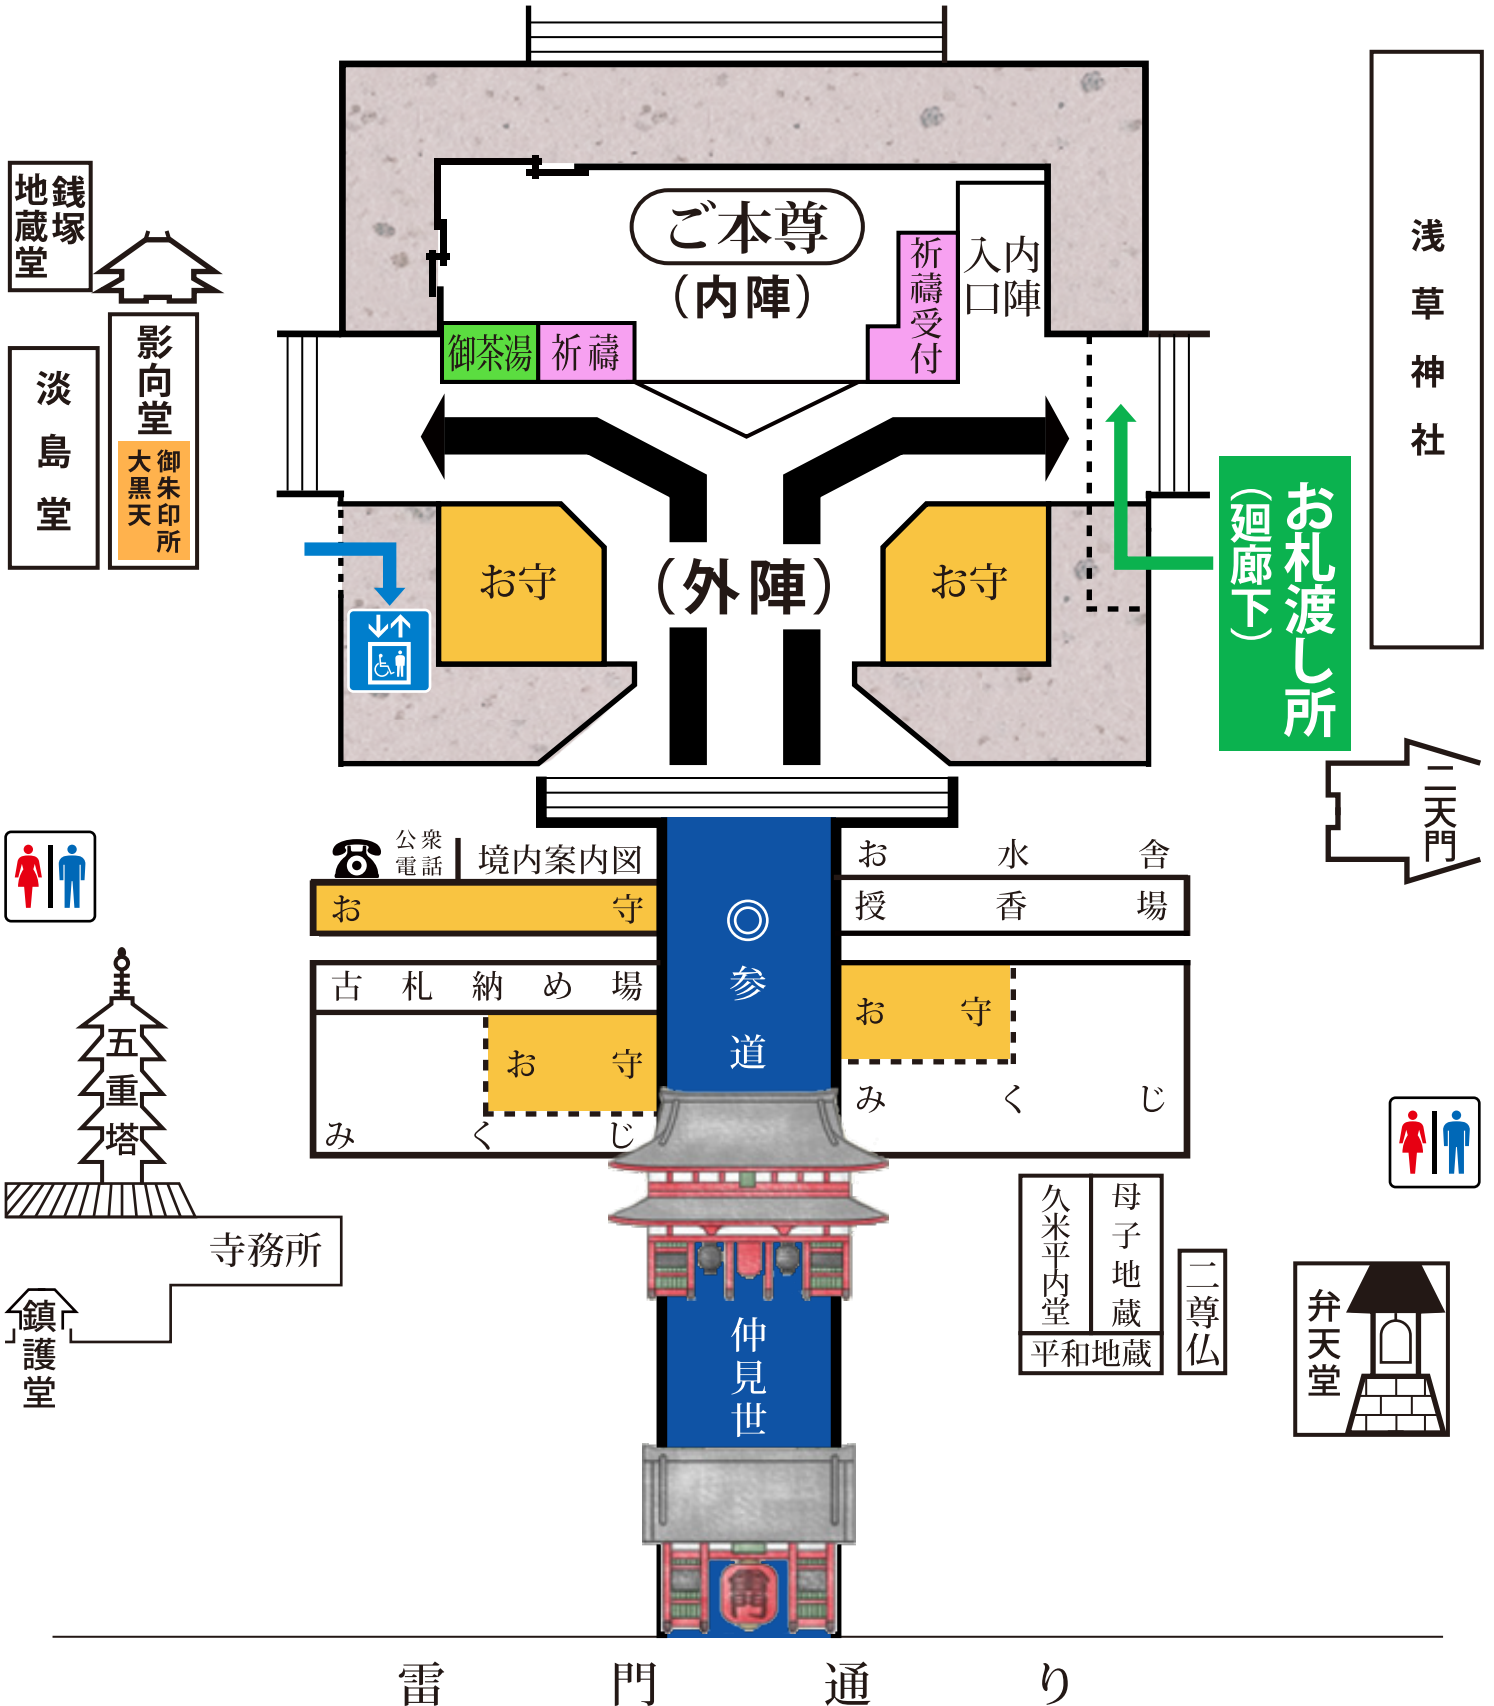 ご本尊
（内陣）
内陣
入口
祈禱受付
御茶湯
祈禱
銭塚
地蔵堂
影向堂
御朱印所
大黒天
淡島堂
浅草神社
お札渡し所
（廻廊下）
お守
お守
（外陣）
二天門
公衆
電話
境内案内図
お守
お水舎
授香場
◎
参道
古札納め場
お守
みくじ
お守
みくじ
五重塔
寺務所
鎮護堂
久米平内堂
母子地蔵
平和地蔵
二尊仏
弁天堂
仲見世
雷門
雷門通り